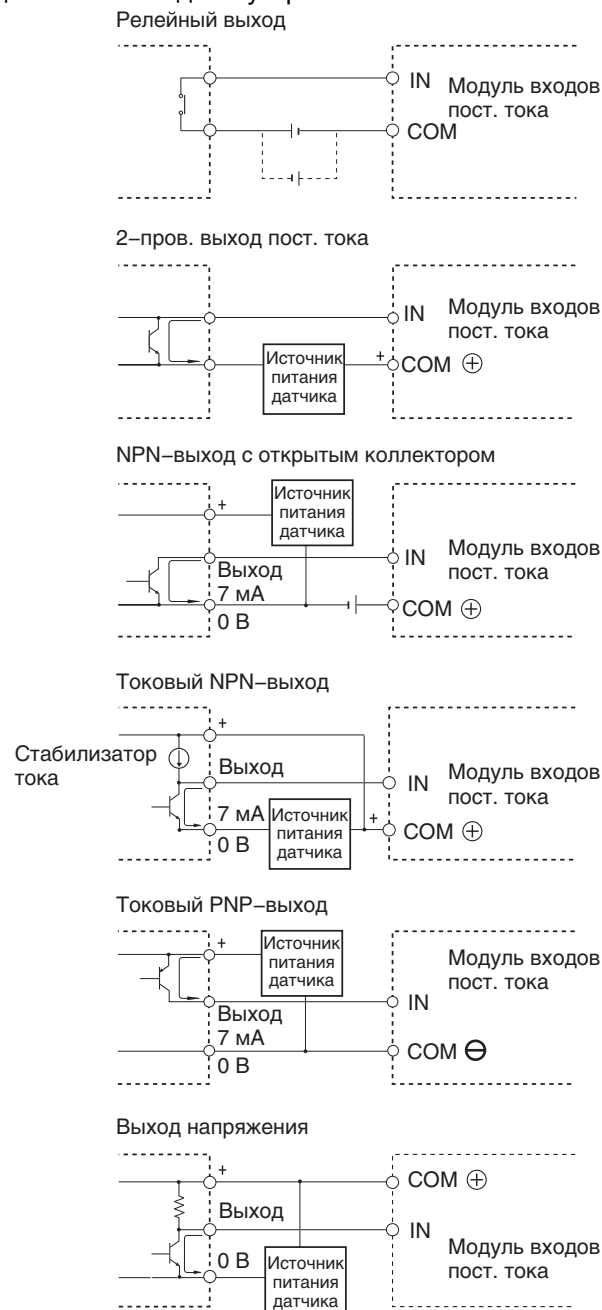 Релейный выход
IN
Модуль входов
пост. тока
COM
2–пров. выход пост. тока
IN
Модуль входов
пост. тока
Источник
питания
датчика
+
COM ⊕
NPN–выход с открытым коллектором
+
Источник
питания
датчика
IN
Модуль входов
пост. тока
Выход
7 мА
0 В
COM ⊕
Токовый NPN–выход
+
Стабилизатор
тока
Выход
IN
Модуль входов
пост. тока
7 мА
0 В
Источник
питания
датчика
+
COM ⊕
Токовый PNP–выход
+
Источник
питания
датчика
Модуль входов
пост. тока
IN
Выход
7 мА
0 В
COM ⊖
Выход напряжения
+
COM ⊕
Выход
IN
0 В
Источник
питания
датчика
Модуль входов
пост. тока